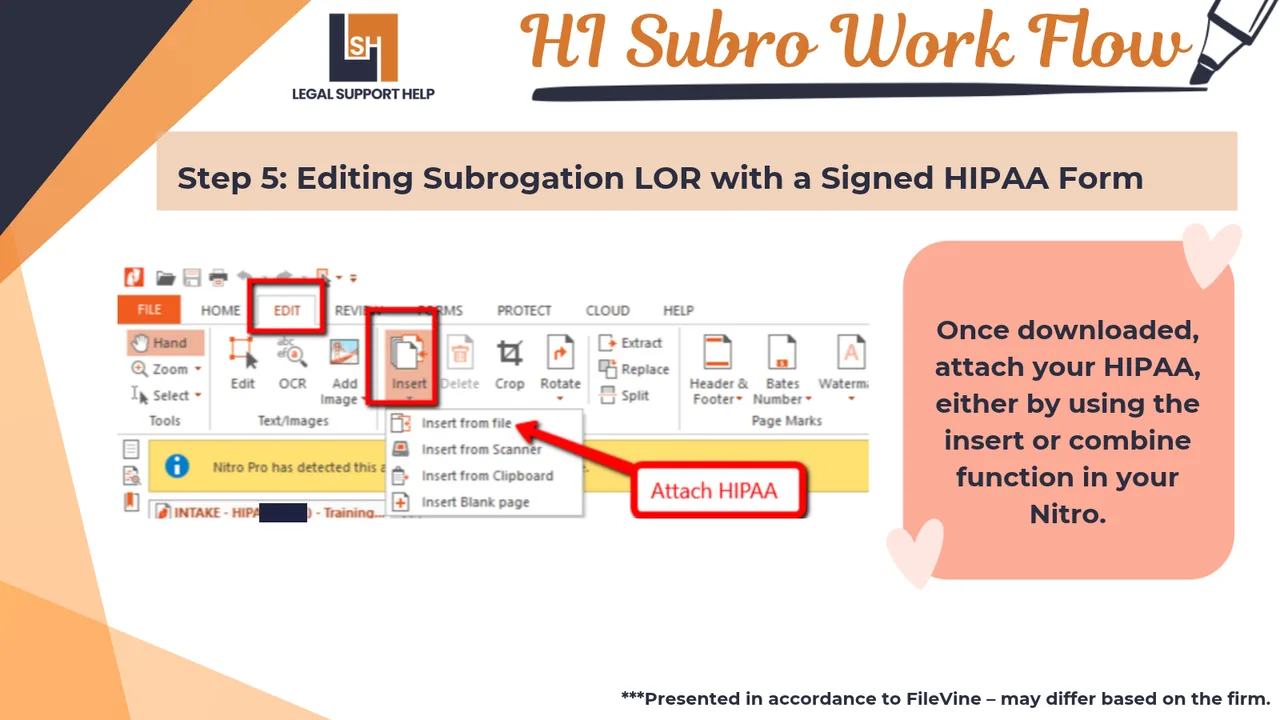 LSH
LEGAL SUPPORT HELP
HI Subro Work Flow
Step 5: Editing Subrogation LOR with a Signed HIPAA Form
FILE HOME EDIT REVIEW FORMS PROTECT CLOUD HELP
Hand
Zoom
Select
Tools
Edit
abc
OCR
Add
Image
Text/Images
Insert
Delete
Crop
Rotate
Extract
Replace
Split
Header &
Footer
Bates
Number
A
Page Marks
Insert from file
Insert from Scanner
Insert from Clipboard
Insert Blank page
Nitro Pro has detected this
INTAKE - - Training...
Attach HIPAA
Once downloaded,
attach your HIPAA,
either by using the
insert or combine
function in your
Nitro.
***Presented in accordance to FileVine – may differ based on the firm.